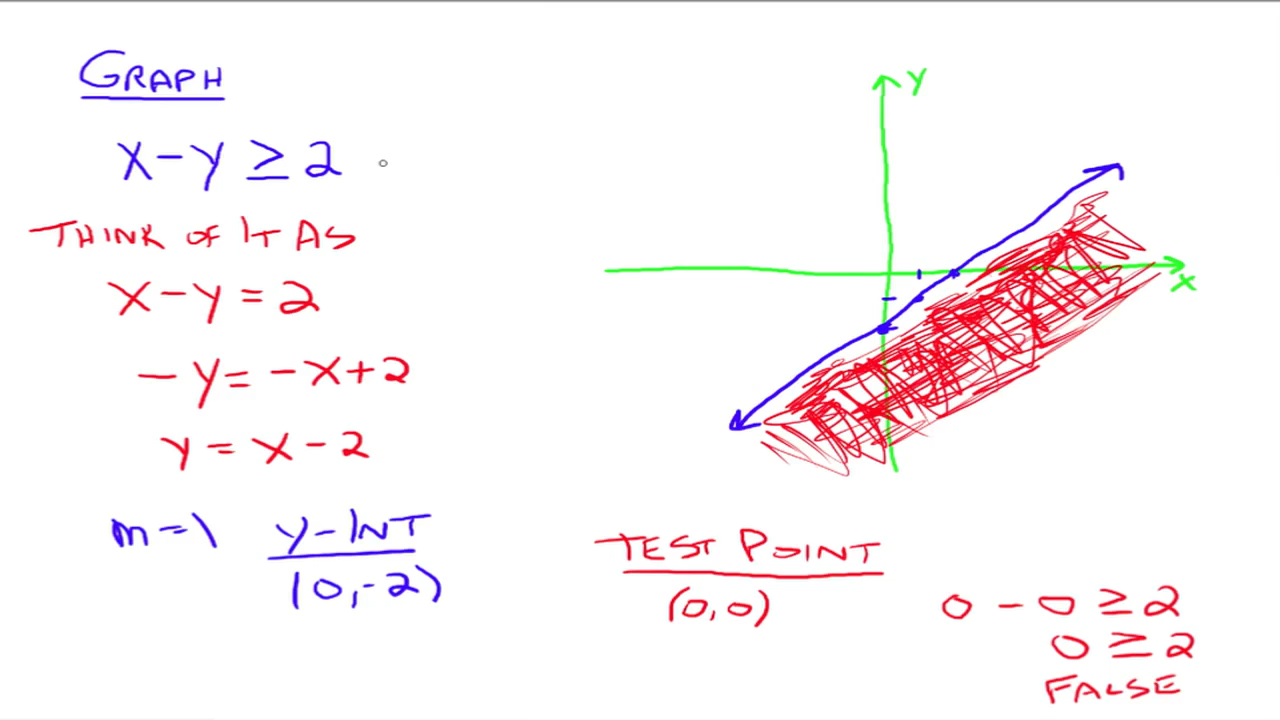 GRAPH
X-Y ≥ 2
THINK OF IT AS
X-Y=2
-Y=-X+2
Y=X-2
m=1 Y-INT
(0,-2)
Y
X
TEST POINT
(0,0)
0-0≥2
0≥2
FALSE